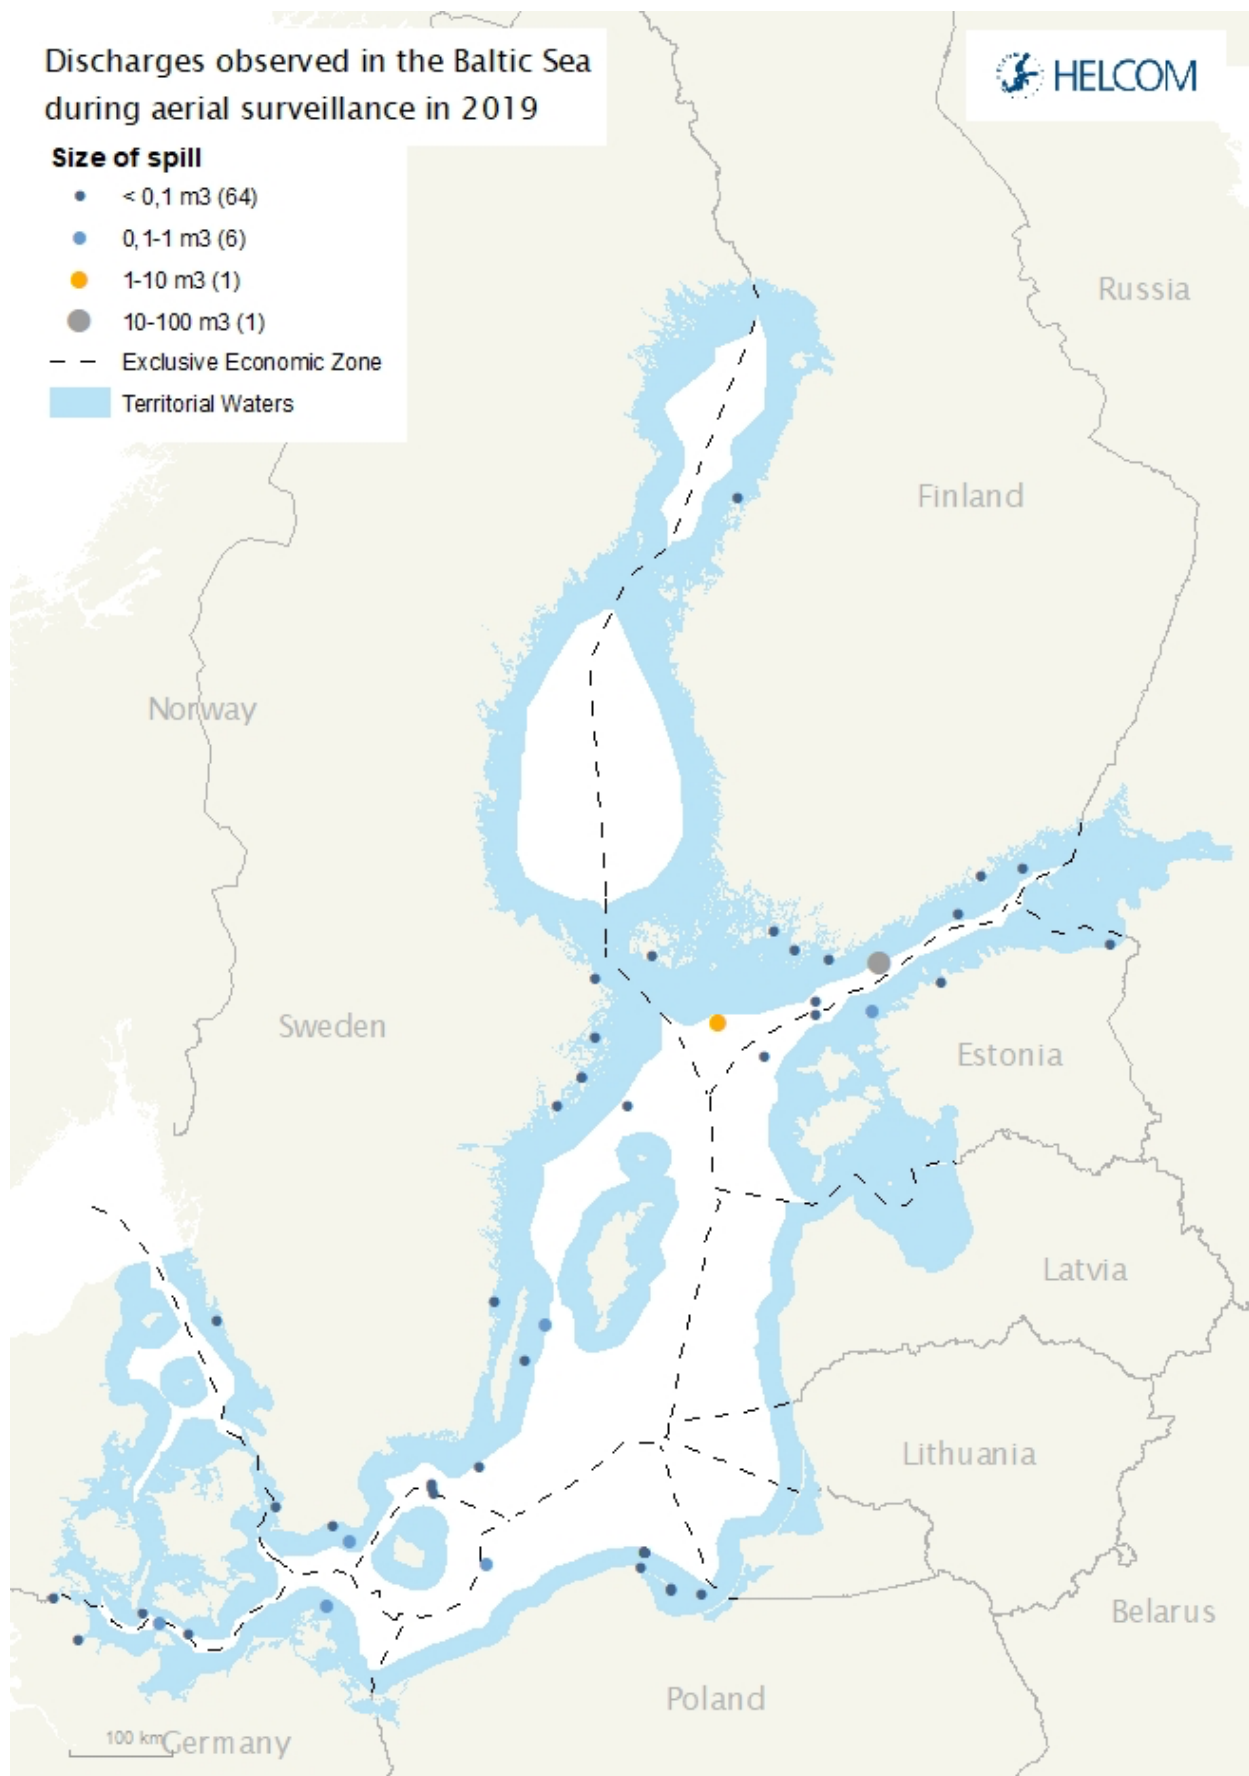 Discharges observed in the Baltic Sea
during aerial surveillance in 2019
HELCOM
Size of spill
< 0,1 m3 (64)
0,1-1 m3 (6)
1-10 m3 (1)
10-100 m3 (1)
Exclusive Economic Zone
Territorial Waters
Russia
Finland
Norway
Sweden
Estonia
Latvia
Lithuania
Belarus
Poland
100 km
Germany